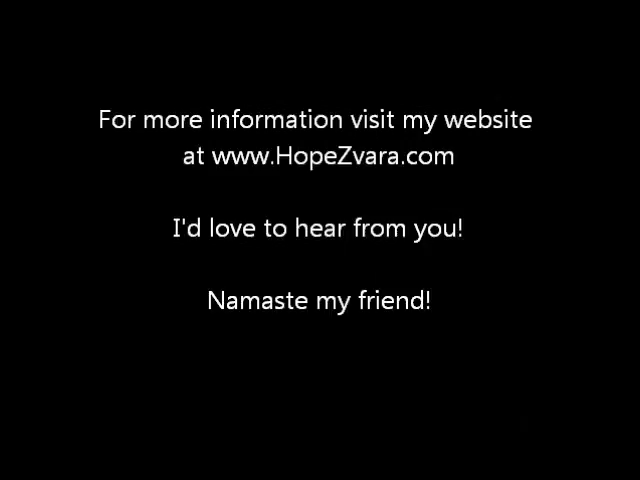 For more information visit my website
at www.HopeZvara.com
I'd love to hear from you!
Namaste my friend!